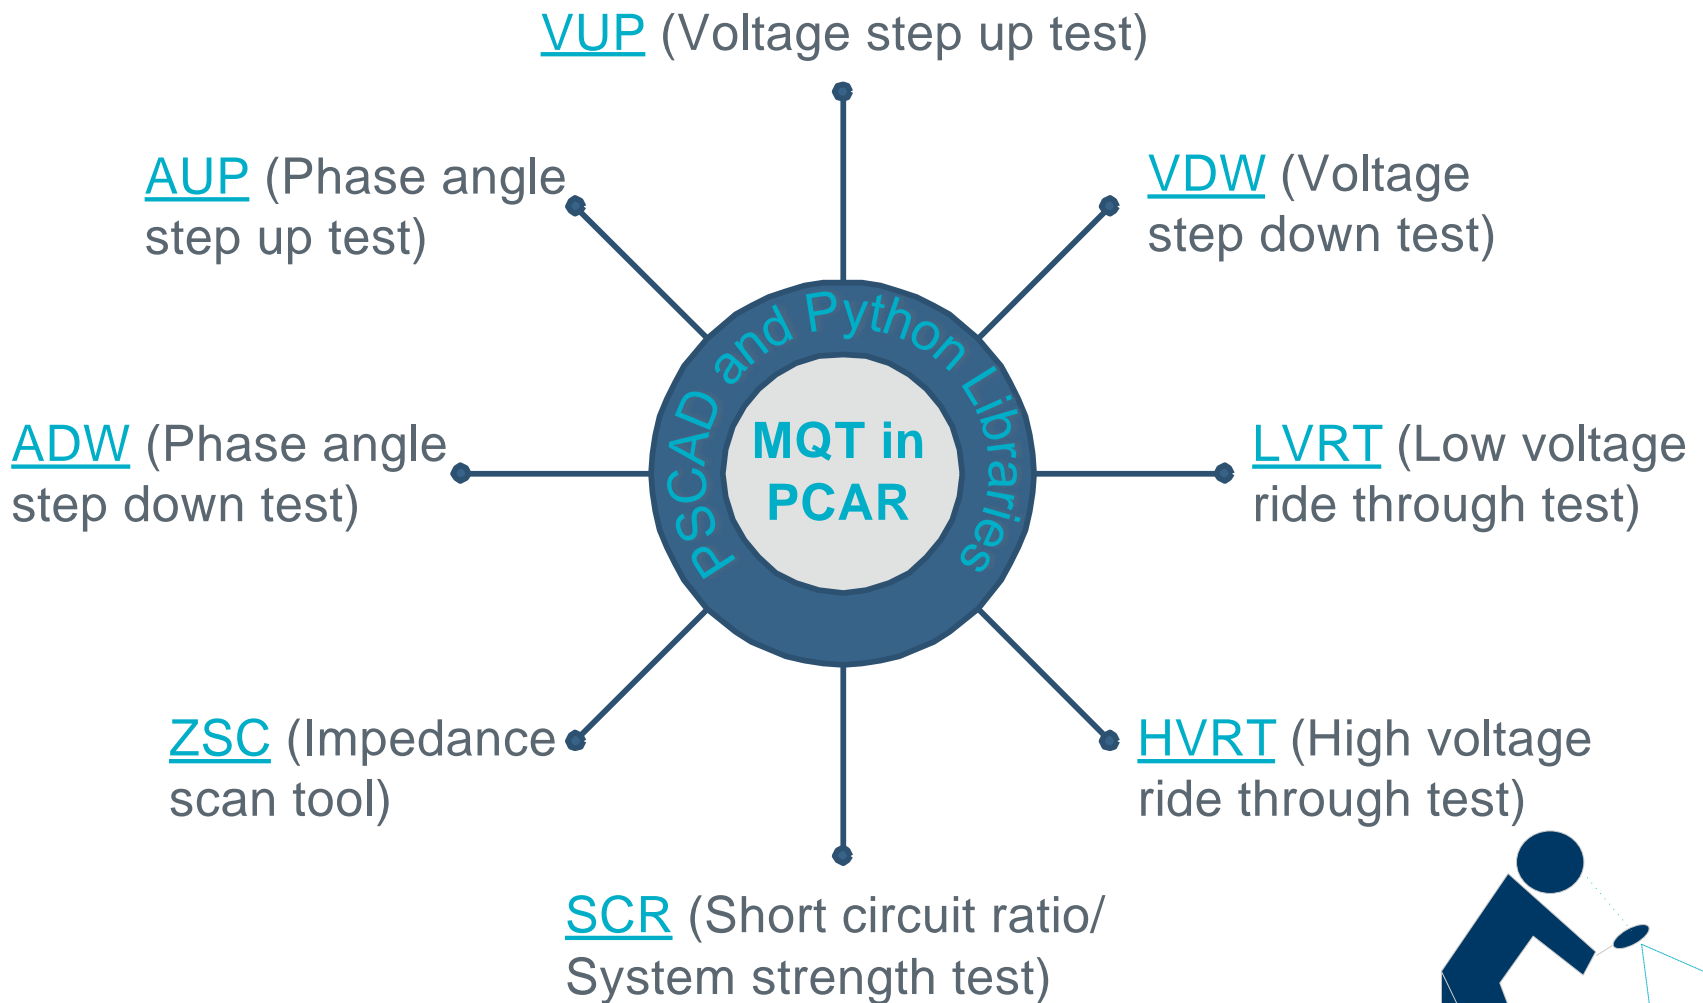 VUP (Voltage step up test)
AUP (Phase angle
step up test)
VDW (Voltage
step down test)
PSCAD and Python Libraries
MQT in
PCAR
ADW (Phase angle
step down test)
LVRT (Low voltage
ride through test)
ZSC (Impedance
scan tool)
HVRT (High voltage
ride through test)
SCR (Short circuit ratio/
System strength test)